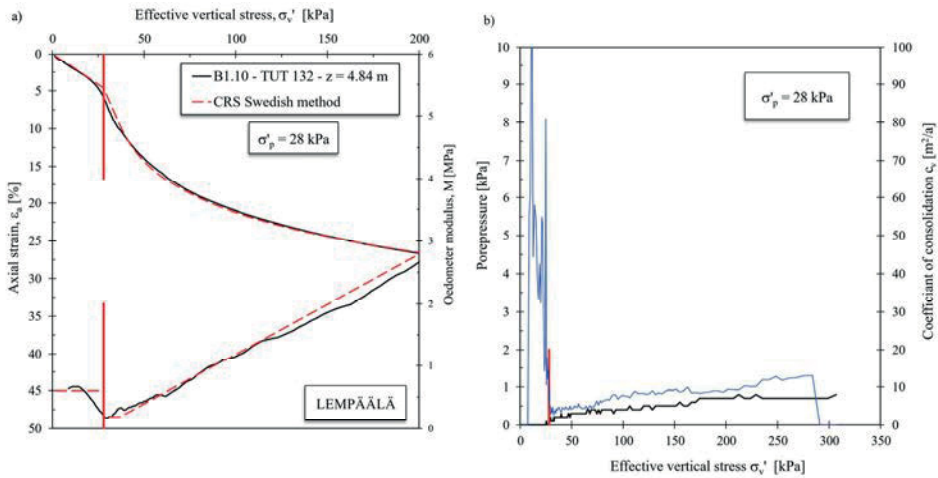 a)
Effective vertical stress, σv' [kPa]
0 50 100 150 200
0
5
10
15
20
25
30
35
40
45
50
Axial strain, εa [%]
6
5
4
3
2
1
0
Oedometer modulus, M [MPa]
B1.10 - TUT 132 - z = 4.84 m
CRS Swedish method
σ'p = 28 kPa
LEMPÄÄLÄ
b)
10
9
8
7
6
5
4
3
2
1
0
Porepressure [kPa]
100
90
80
70
60
50
40
30
20
10
0
Coefficiant of consolidation cv [m²/a]
σ'p = 28 kPa
0 50 100 150 200 250 300 350
Effective vertical stress σv' [kPa]